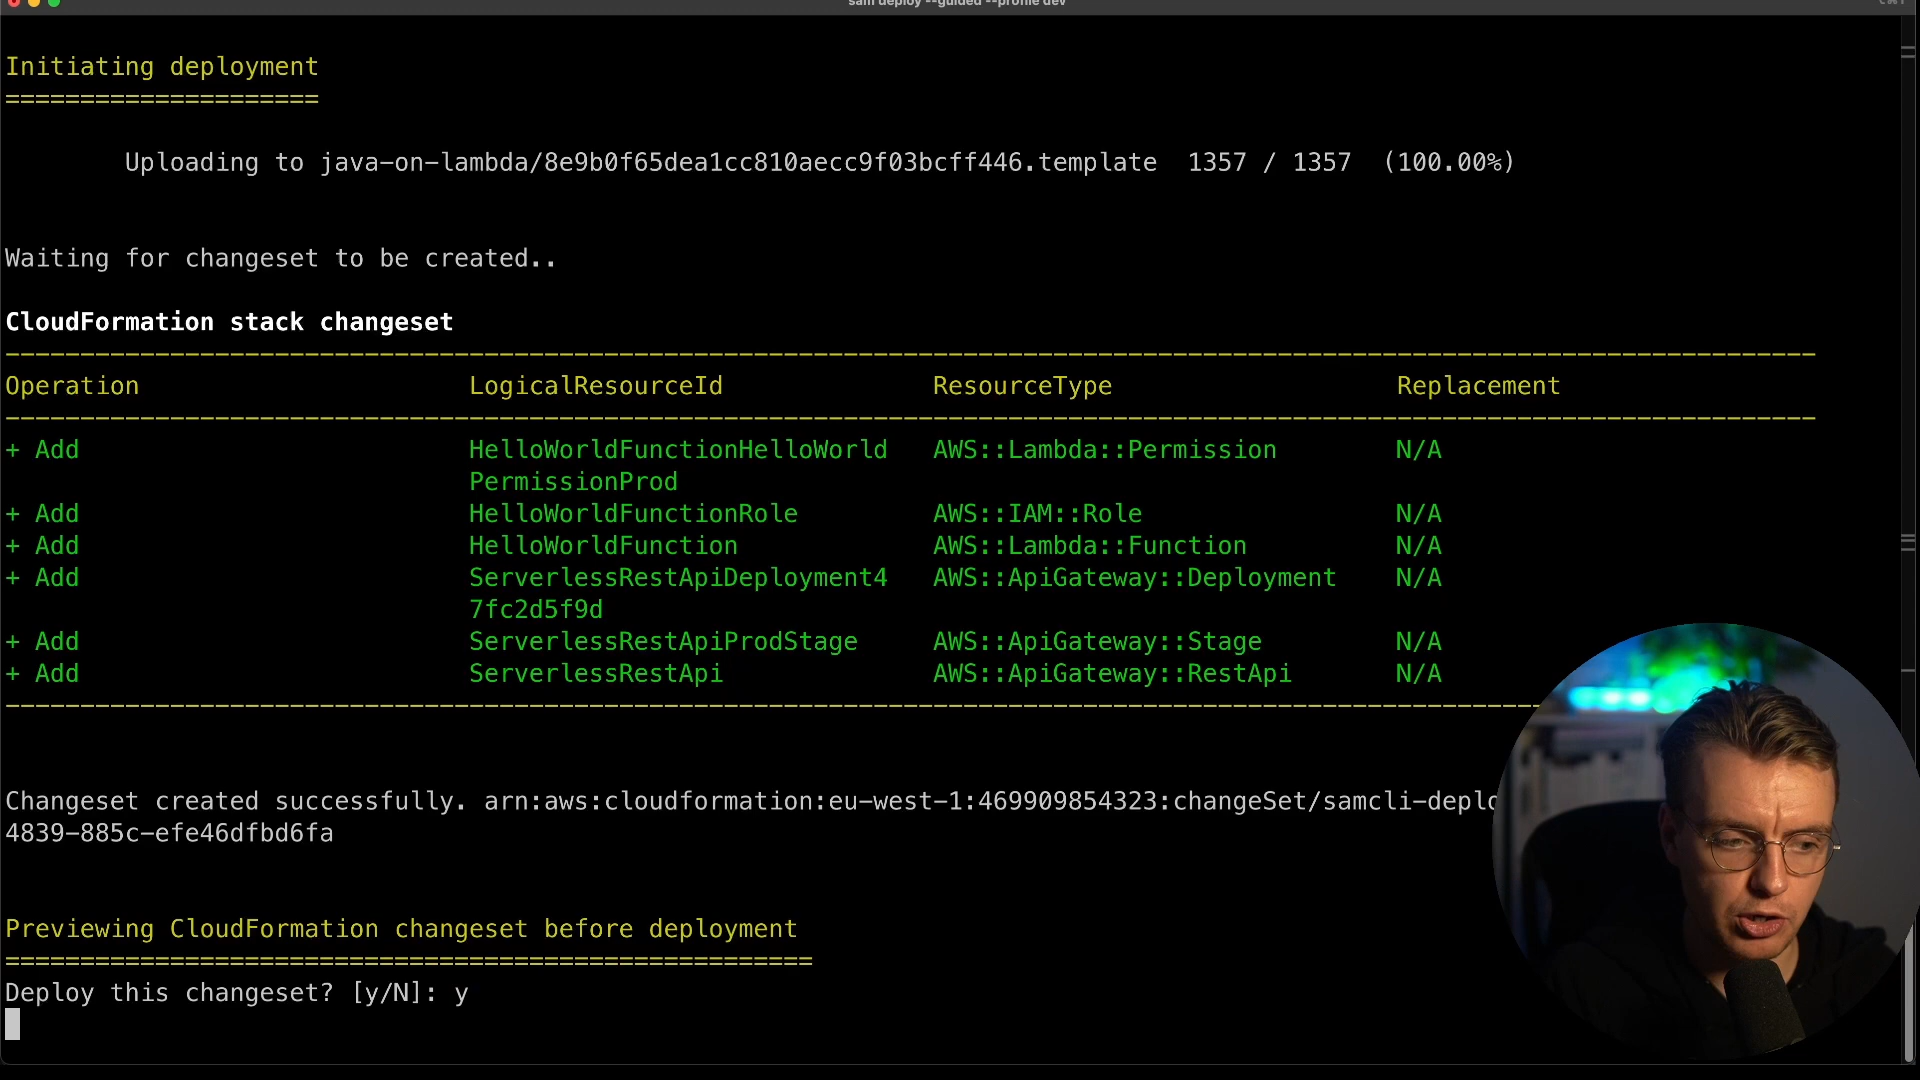 sam deploy --guided --profile dev
Initiating deployment
=====================
Uploading to java-on-lambda/8e9b0f65dea1cc810aecc9f03bcff446.template 1357 / 1357 (100.00%)
Waiting for changeset to be created..
CloudFormation stack changeset
Operation LogicalResourceId ResourceType Replacement
+ Add HelloWorldFunctionHelloWorld AWS::Lambda::Permission N/A
PermissionProd
+ Add HelloWorldFunctionRole AWS::IAM::Role N/A
+ Add HelloWorldFunction AWS::Lambda::Function N/A
+ Add ServerlessRestApiDeployment4 AWS::ApiGateway::Deployment N/A
7fc2d5f9d
+ Add ServerlessRestApiProdStage AWS::ApiGateway::Stage N/A
+ Add ServerlessRestApi AWS::ApiGateway::RestApi N/A
Changeset created successfully. arn:aws:cloudformation:eu-west-1:469909854323:changeSet/samcli-deplo
4839-885c-efe46dfbd6fa
Previewing CloudFormation changeset before deployment
======================================================
Deploy this changeset? [y/N]: y